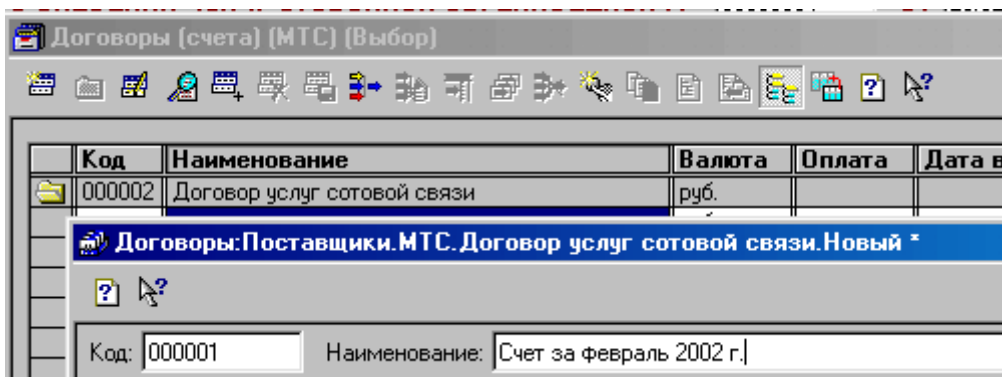 Договоры (счета) (МТС) (Выбор)
Код Наименование Валюта Оплата Дата в
000002 Договор услуг сотовой связи руб.
Договоры:Поставщики.МТС.Договор услуг сотовой связи.Новый *
Код: 000001 Наименование: Счет за февраль 2002 г.